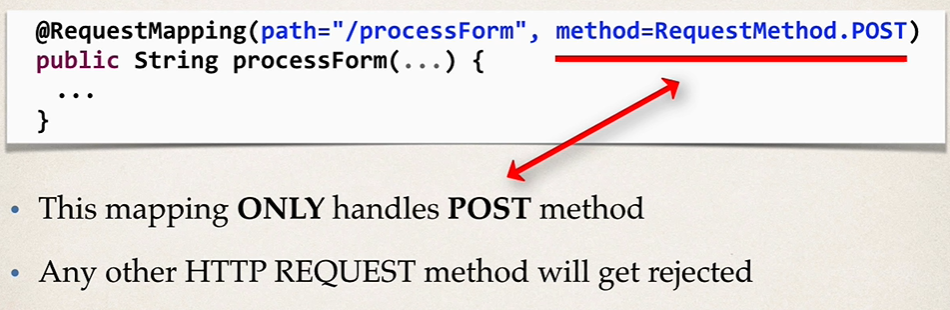 @RequestMapping(path="/processForm", method=RequestMethod.POST)
public String processForm(...) {
...
}
• This mapping ONLY handles POST method
• Any other HTTP REQUEST method will get rejected